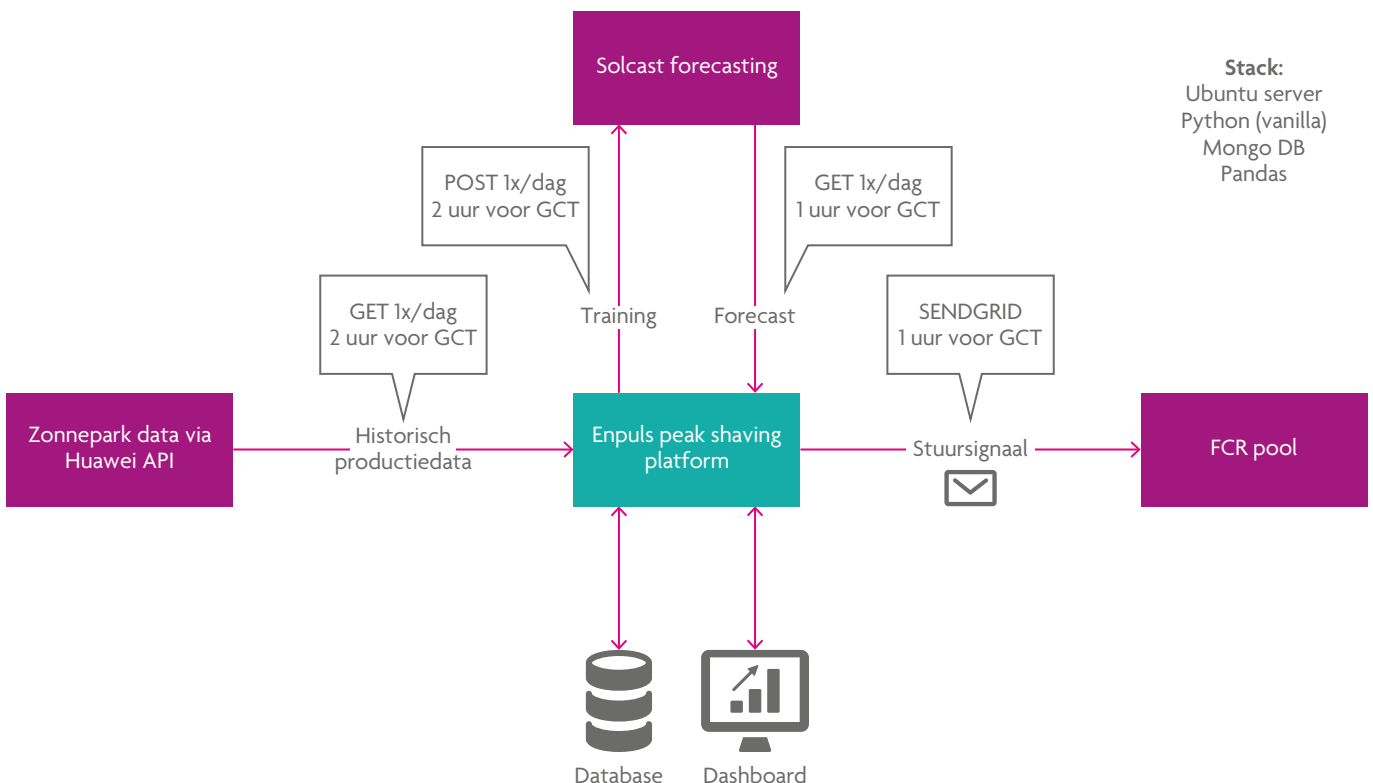 Solcast forecasting
Stack:
Ubuntu server
Python (vanilla)
Mongo DB
Pandas
POST 1x/dag
2 uur voor GCT
GET 1x/dag
1 uur voor GCT
GET 1x/dag
2 uur voor GCT
Training
Forecast
SENDGRID
1 uur voor GCT
Zonnepark data via
Huawei API
Historisch
productiedata
Enpuls peak shaving
platform
Stuursignaal
FCR pool
Database
Dashboard